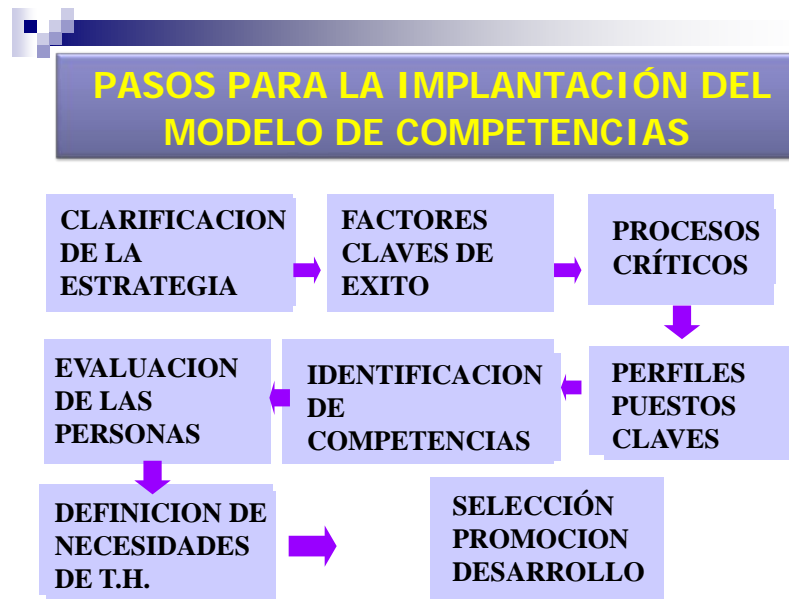 PASOS PARA LA IMPLANTACIÓN DEL
MODELO DE COMPETENCIAS
CLARIFICACION
DE LA
ESTRATEGIA
FACTORES
CLAVES DE
EXITO
PROCESOS
CRÍTICOS
PERFILES
PUESTOS
CLAVES
IDENTIFICACION
DE
COMPETENCIAS
EVALUACION
DE LAS
PERSONAS
DEFINICION DE
NECESIDADES
DE T.H.
SELECCIÓN
PROMOCION
DESARROLLO